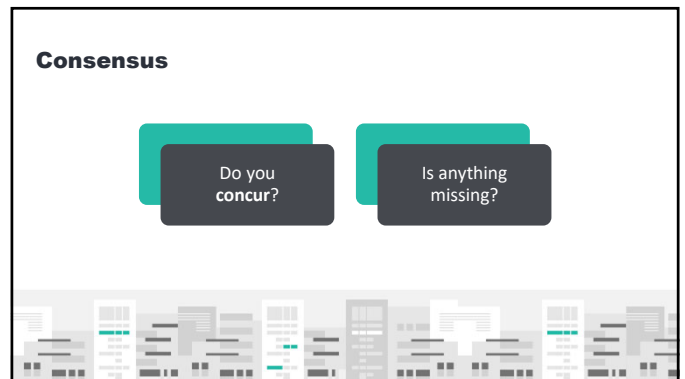 Consensus
Do you
concur?
Is anything
missing?